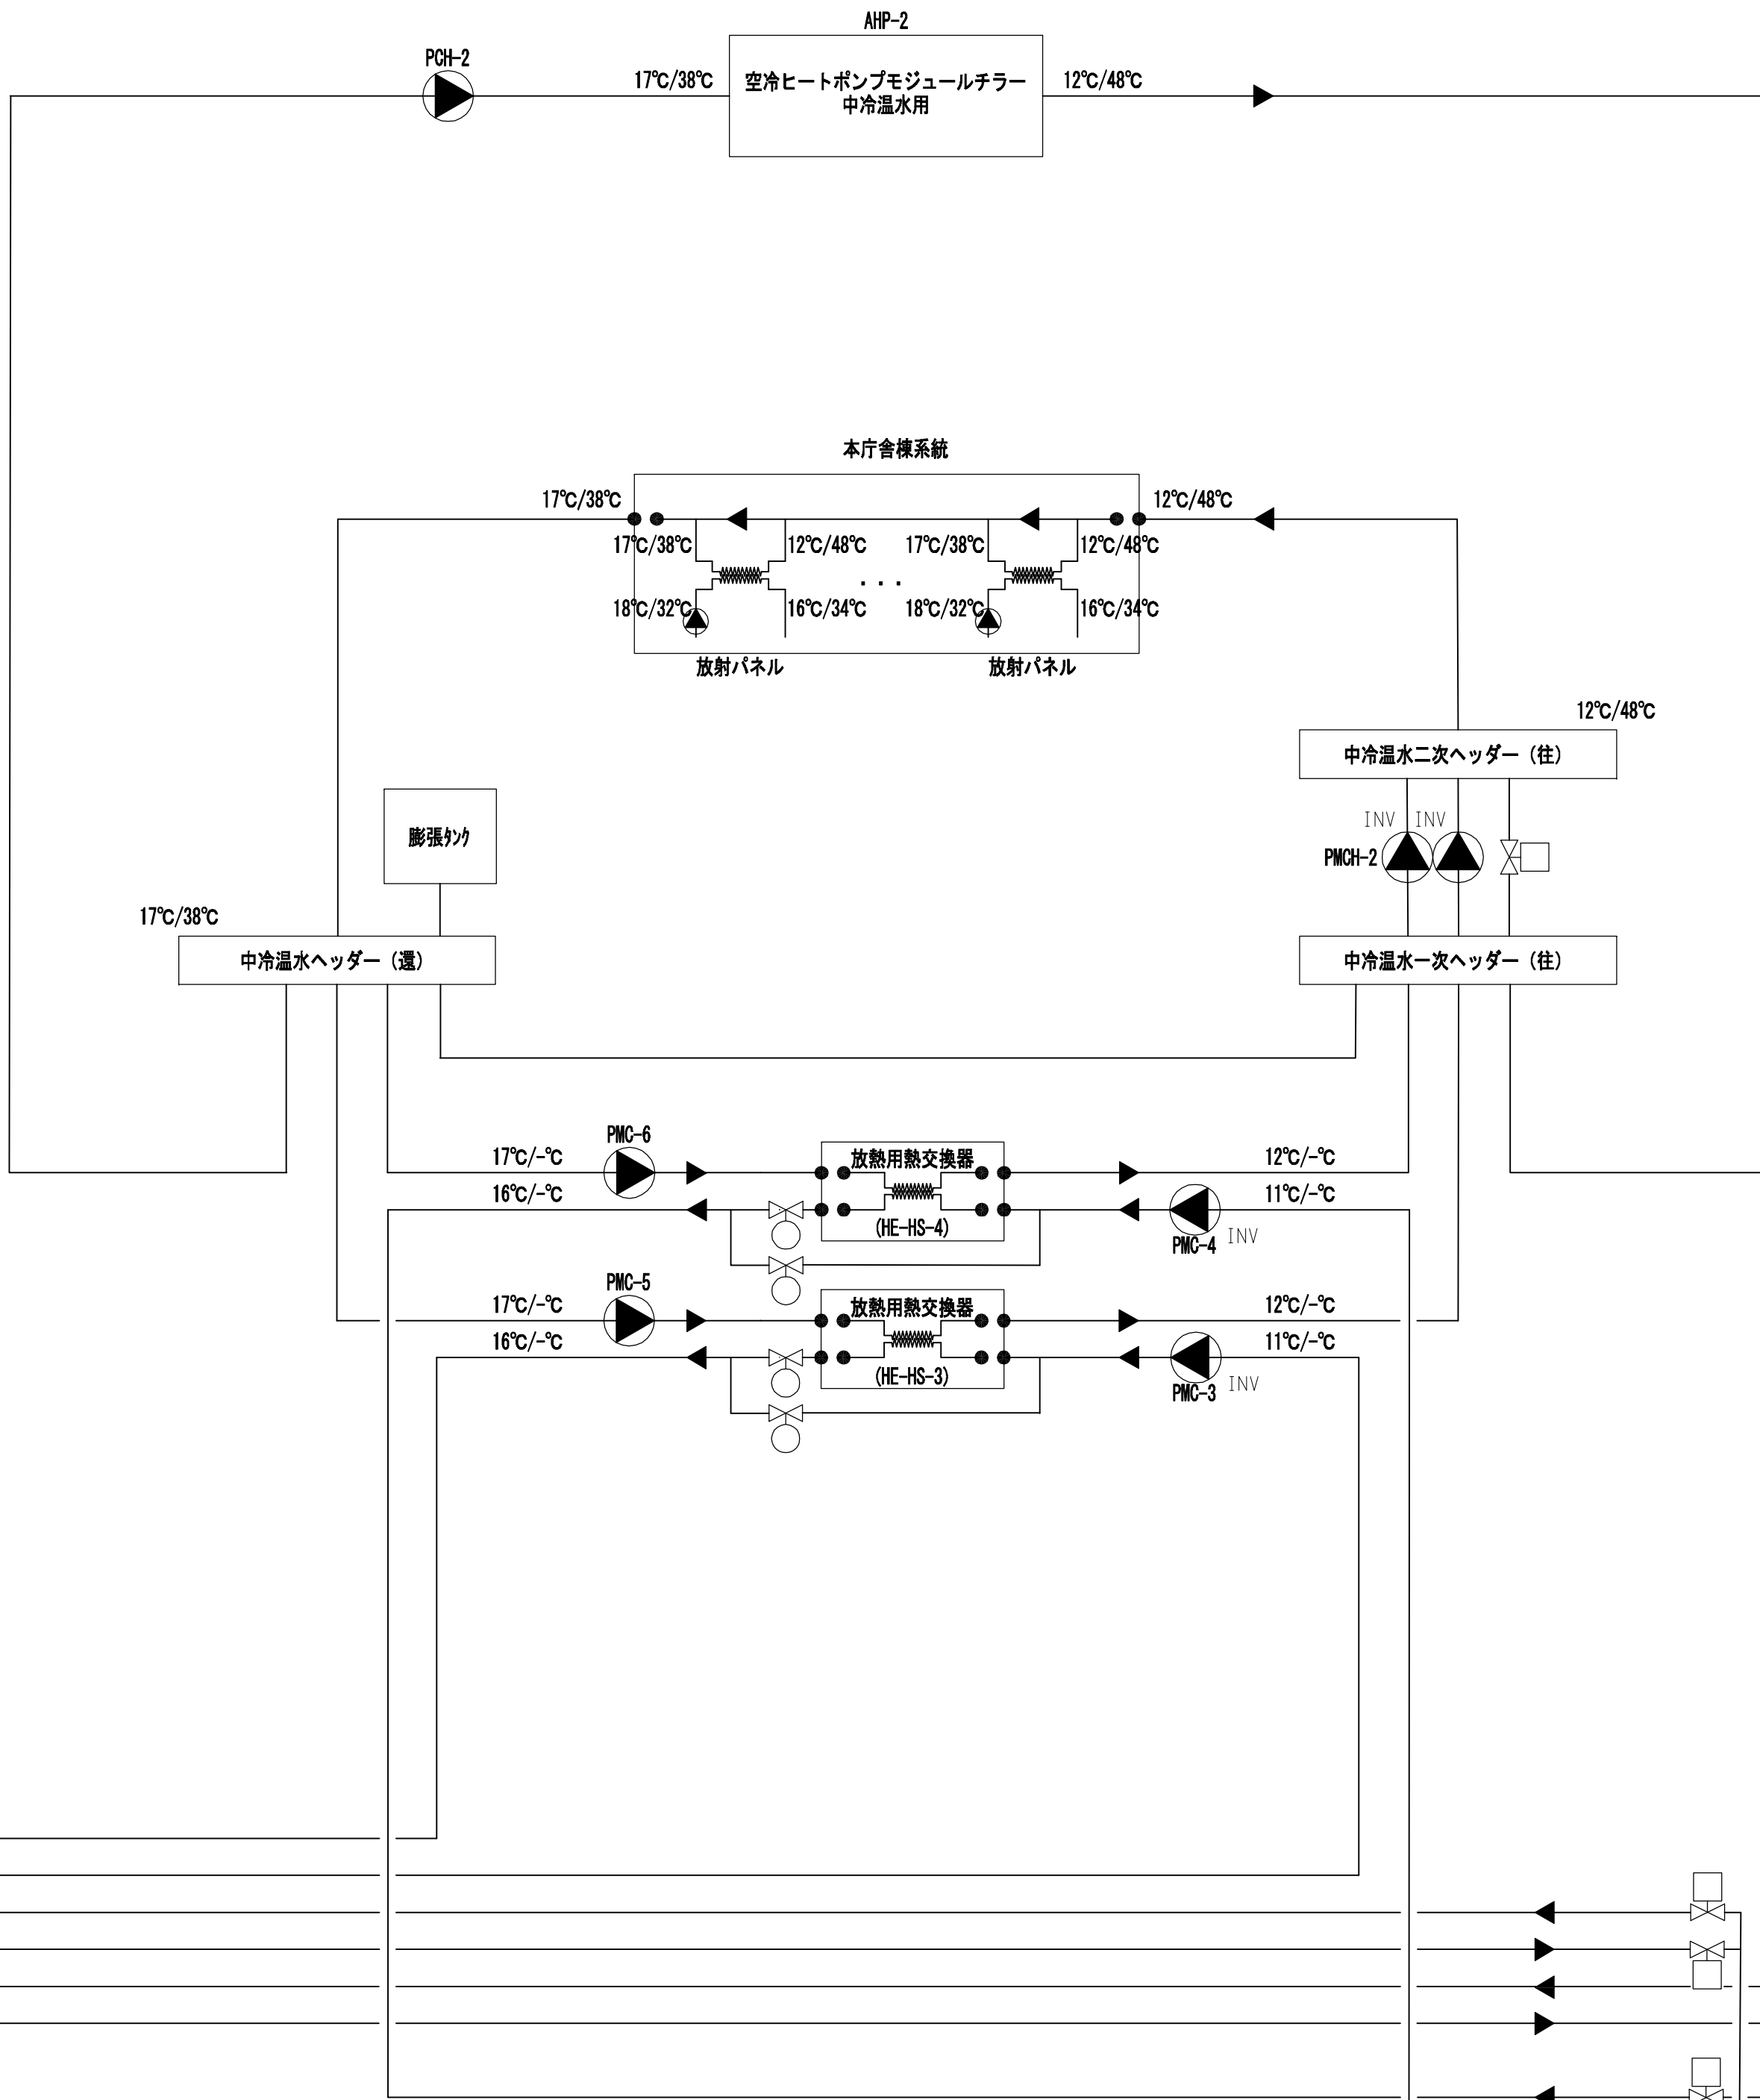 AHP-2
PCH-2
17℃/38℃
空冷ヒートポンプモジュールチラー
中冷温水用
12℃/48℃
本庁舎棟系統
17℃/38℃
12℃/48℃
17℃/38℃
12℃/48℃
17℃/38℃
12℃/48℃
・・・
18℃/32℃
16℃/34℃
18℃/32℃
16℃/34℃
放射パネル
放射パネル
12℃/48℃
中冷温水二次ヘッダー（往）
膨張タンク
INV
INV
PMCH-2
17℃/38℃
中冷温水ヘッダー（還）
中冷温水一次ヘッダー（往）
PMC-6
17℃/-℃
放熱用熱交換器
12℃/-℃
16℃/-℃
11℃/-℃
(HE-HS-4)
PMC-4
INV
PMC-5
17℃/-℃
放熱用熱交換器
12℃/-℃
16℃/-℃
11℃/-℃
(HE-HS-3)
PMC-3
INV